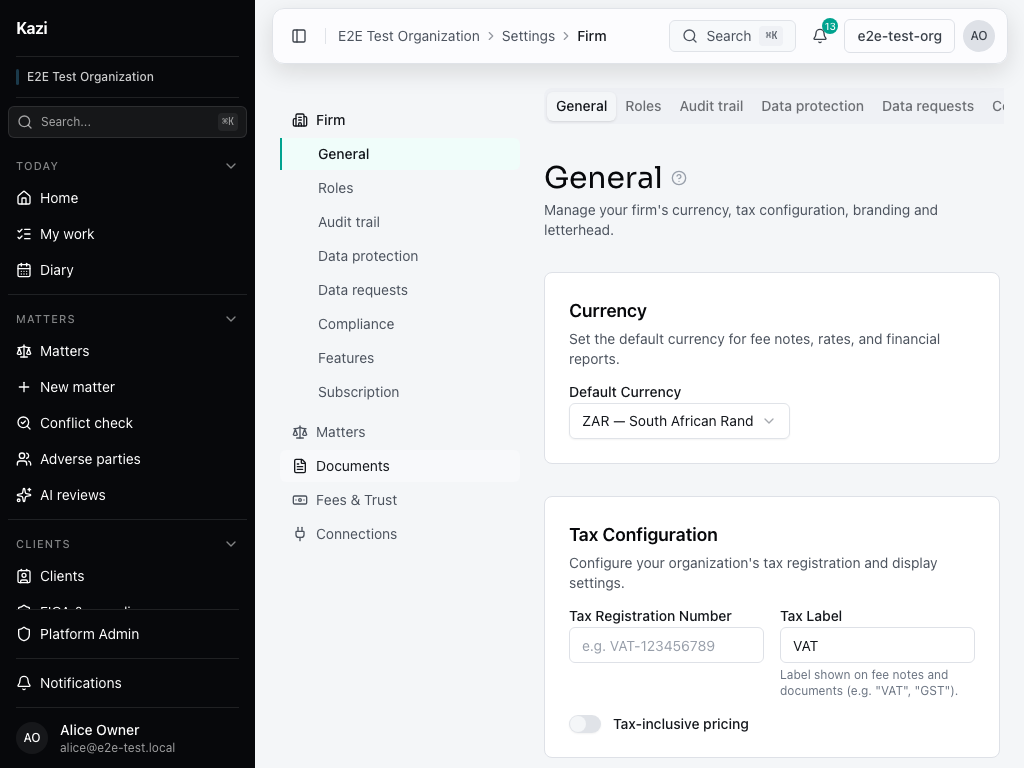 Kazi
E2E Test Organization
Search...
⌘K
TODAY
Home
My work
Diary
MATTERS
Matters
New matter
Conflict check
Adverse parties
AI reviews
CLIENTS
Clients
Platform Admin
Notifications
AO
Alice Owner
alice@e2e-test.local
E2E Test Organization > Settings > Firm
Search ⌘K
13
e2e-test-org
AO
Firm
General
Roles
Audit trail
Data protection
Data requests
Compliance
Features
Subscription
Matters
Documents
Fees & Trust
Connections
General Roles Audit trail Data protection Data requests
General
Manage your firm's currency, tax configuration, branding and
letterhead.
Currency
Set the default currency for fee notes, rates, and financial
reports.
Default Currency
ZAR — South African Rand
Tax Configuration
Configure your organization's tax registration and display
settings.
Tax Registration Number
e.g. VAT-123456789
Tax Label
VAT
Label shown on fee notes and
documents (e.g. "VAT", "GST").
Tax-inclusive pricing